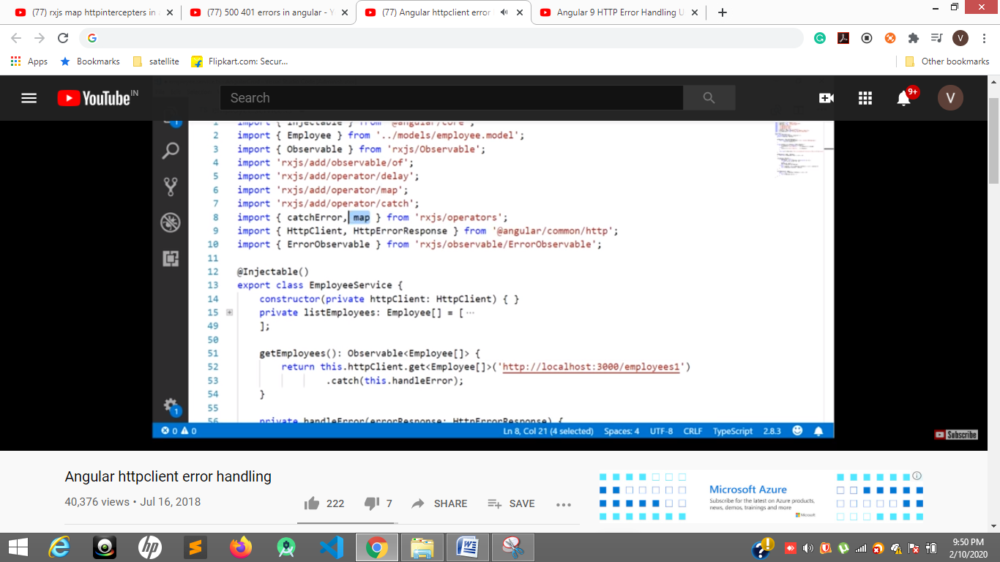 (77) rxjs map httpintercepters in a
(77) 500 401 errors in angular - Y
(77) Angular httpclient error
Angular 9 HTTP Error Handling U
Apps
Bookmarks
satellite
Flipkart.com: Secur...
Other bookmarks
V
YouTube IN
Search
9+
V
1
1 import { Injectable } from '@angular/core';
2 import { Employee } from '../models/employee.model';
3 import { Observable } from 'rxjs/Observable';
4 import 'rxjs/add/observable/of';
5 import 'rxjs/add/operator/delay';
6 import 'rxjs/add/operator/map';
7 import 'rxjs/add/operator/catch';
8 import { catchError, map } from 'rxjs/operators';
9 import { HttpClient, HttpErrorResponse } from '@angular/common/http';
10 import { ErrorObservable } from 'rxjs/observable/ErrorObservable';
11
12 @Injectable()
13 export class EmployeeService {
14 constructor(private httpClient: HttpClient) { }
15 private listEmployees: Employee[] = [ ...
49 ];
50
51 getEmployees(): Observable<Employee[]> {
52 return this.httpClient.get<Employee[]>('http://localhost:3000/employees1')
53 .catch(this.handleError);
54 }
55
56 private handleError(errorResponse: HttpErrorResponse) {
1
0 0 Ln 8, Col 21 (4 selected) Spaces: 4 UTF-8 CRLF TypeScript 2.8.3
Subscribe
Angular httpclient error handling
40,376 views • Jul 16, 2018
222 7 SHARE SAVE
Microsoft Azure
Subscribe for the latest on Azure products,
news, demos, trainings and more
Microsoft
9:50 PM
2/10/2020